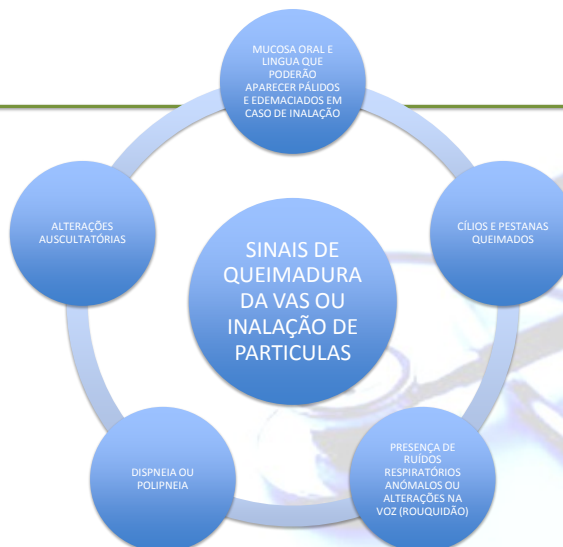 MUCOSA ORAL E
LINGUA QUE
PODERÃO
APARECER PÁLIDOS
E EDEMACIADOS EM
CASO DE INALAÇÃO
CÍLIOS E PESTANAS
QUEIMADOS
PRESENÇA DE
RUÍDOS
RESPIRATÓRIOS
ANÓMALOS OU
ALTERAÇÕES NA
VOZ (ROUQUIDÃO)
DISPNEIA OU
POLIPNEIA
ALTERAÇÕES
AUSCULTATÓRIAS
SINAIS DE
QUEIMADURA
DA VAS OU
INALAÇÃO DE
PARTICULAS